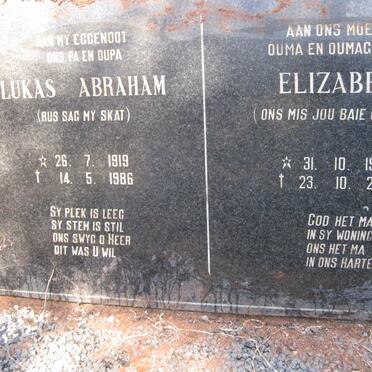 AAN MY EGGENOOT
ONS PA EN OUPA
LUKAS ABRAHAM
(RUS SAG MY SKAT)
☆ 26. 7. 1919
† 14. 5. 1986
SY PLEK IS LEEG
SY STEM IS STIL
ONS SWYG O HEER
DIT WAS U WIL
AAN ONS MOE
OUMA EN OUMAG
ELIZABE
(ONS MIS JOU BAIE
☆ 31. 10. 19
† 23. 10. 2
GOD HET MA
IN SY WONING
ONS HET MA
IN ONS HARTE